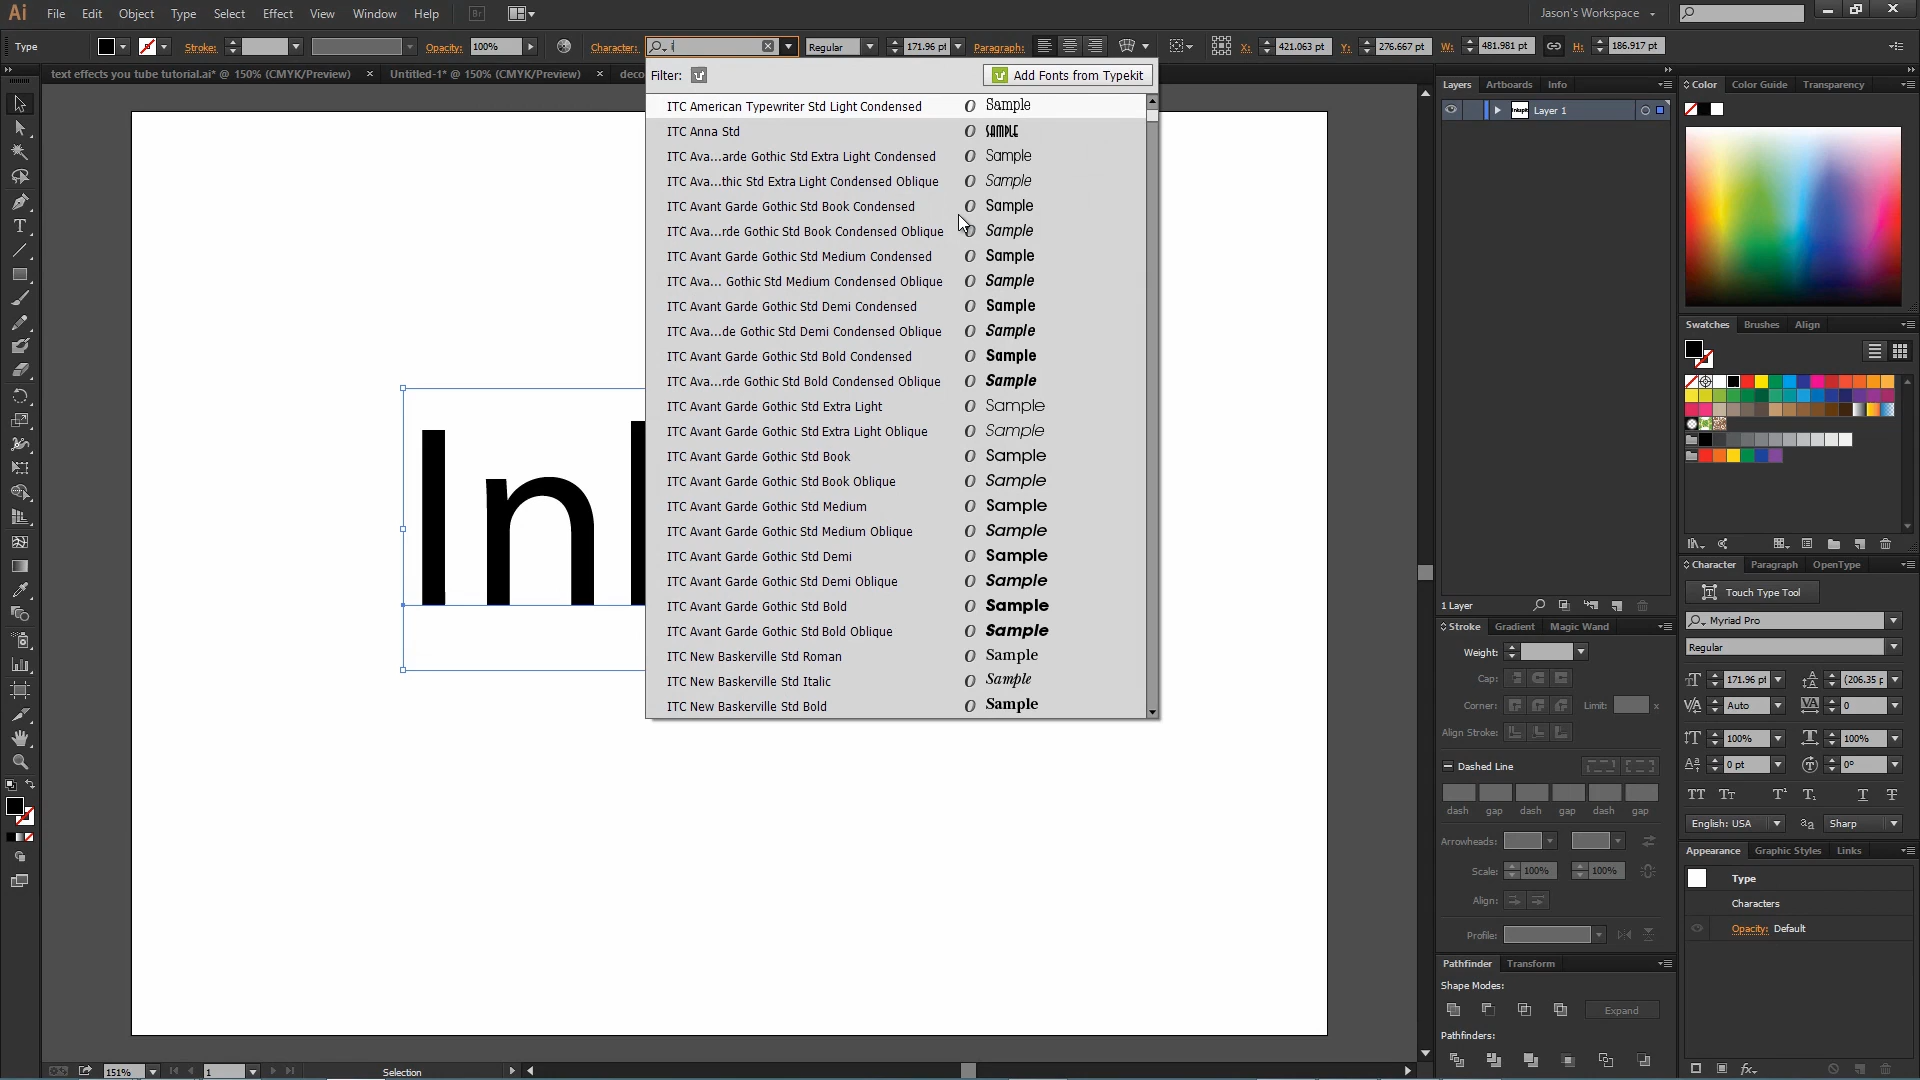 Ai File Edit Object Type Select Effect View Window Help Br Jason's Workspace
Type Stroke: Opacity: 100% Character: i Regular 171.96 pt Paragraph: X: 421.063 pt Y: 276.667 pt W: 481.981 pt H: 186.917 pt
text effects you tube tutorial.ai* @ 150% (CMYK/Preview) × Untitled-1* @ 150% (CMYK/Preview) × deco
Filter: Add Fonts from Typekit
ITC American Typewriter Std Light Condensed O Sample
ITC Anna Std O SAMPLE
ITC Ava...arde Gothic Std Extra Light Condensed O Sample
ITC Ava...thic Std Extra Light Condensed Oblique O Sample
ITC Avant Garde Gothic Std Book Condensed O Sample
ITC Ava...rde Gothic Std Book Condensed Oblique O Sample
ITC Avant Garde Gothic Std Medium Condensed O Sample
ITC Ava... Gothic Std Medium Condensed Oblique O Sample
ITC Avant Garde Gothic Std Demi Condensed O Sample
ITC Ava...de Gothic Std Demi Condensed Oblique O Sample
ITC Avant Garde Gothic Std Bold Condensed O Sample
ITC Ava...rde Gothic Std Bold Condensed Oblique O Sample
ITC Avant Garde Gothic Std Extra Light O Sample
ITC Avant Garde Gothic Std Extra Light Oblique O Sample
ITC Avant Garde Gothic Std Book O Sample
ITC Avant Garde Gothic Std Book Oblique O Sample
ITC Avant Garde Gothic Std Medium O Sample
ITC Avant Garde Gothic Std Medium Oblique O Sample
ITC Avant Garde Gothic Std Demi O Sample
ITC Avant Garde Gothic Std Demi Oblique O Sample
ITC Avant Garde Gothic Std Bold O Sample
ITC Avant Garde Gothic Std Bold Oblique O Sample
ITC New Baskerville Std Roman O Sample
ITC New Baskerville Std Italic O Sample
ITC New Baskerville Std Bold O Sample
In
151% 1 Selection
Layers Artboards Info
Layer 1
1 Layer
Stroke Gradient Magic Wand
Weight:
Cap:
Corner: Limit: x
Align Stroke:
Dashed Line
dash gap dash gap dash gap
Arrowheads:
Scale: 100% 100%
Align:
Profile:
Pathfinder Transform
Shape Modes:
Expand
Pathfinders:
Color Color Guide Transparency
Swatches Brushes Align
Character Paragraph OpenType
Touch Type Tool
Myriad Pro
Regular
171.96 pt (206.35 p
Auto 0
100% 100%
0 pt 0°
English: USA Sharp
Appearance Graphic Styles Links
Type
Characters
Opacity: Default
fx